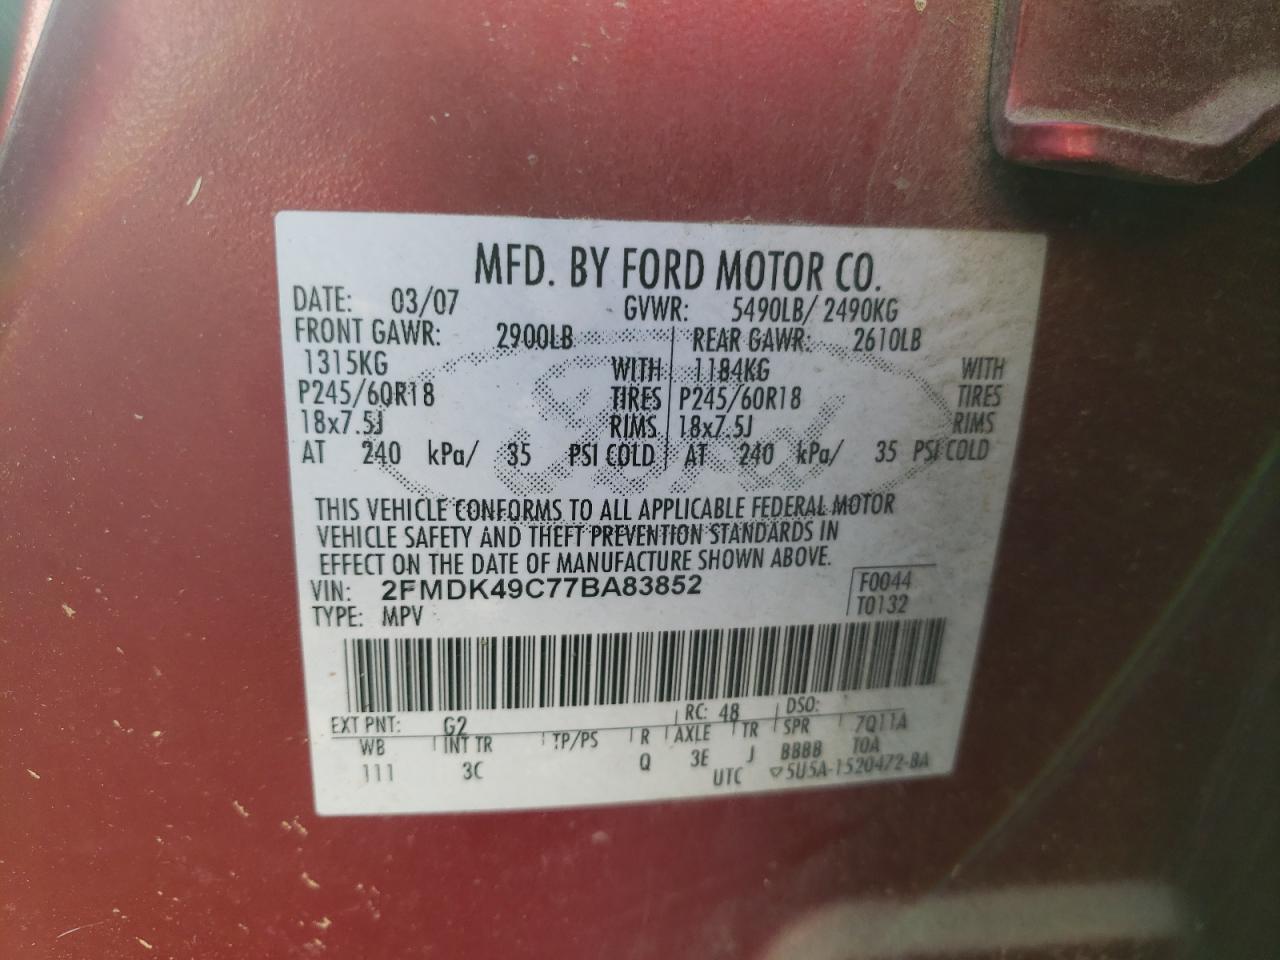 MFD. BY FORD MOTOR CO.
DATE: 03/07 GVWR: 5490LB/ 2490KG
FRONT GAWR: 2900LB REAR GAWR: 2610LB
1315KG WITH 1184KG WITH
P245/60R18 TIRES P245/60R18 TIRES
18x7.5J RIMS 18x7.5J RIMS
AT 240 kPa/ 35 PSI COLD AT 240 kPa/ 35 PSI COLD
THIS VEHICLE CONFORMS TO ALL APPLICABLE FEDERAL MOTOR
VEHICLE SAFETY AND THEFT PREVENTION STANDARDS IN
EFFECT ON THE DATE OF MANUFACTURE SHOWN ABOVE.
VIN: 2FMDK49C77BA83852 F0044
TYPE: MPV T0132
EXT PNT: G2 RC: 48 DSO:
WB INT TR TP/PS R AXLE TR SPR 7Q11A
111 3C Q 3E J BBBB TOA
UTC ▽5U5A-1520472-BA